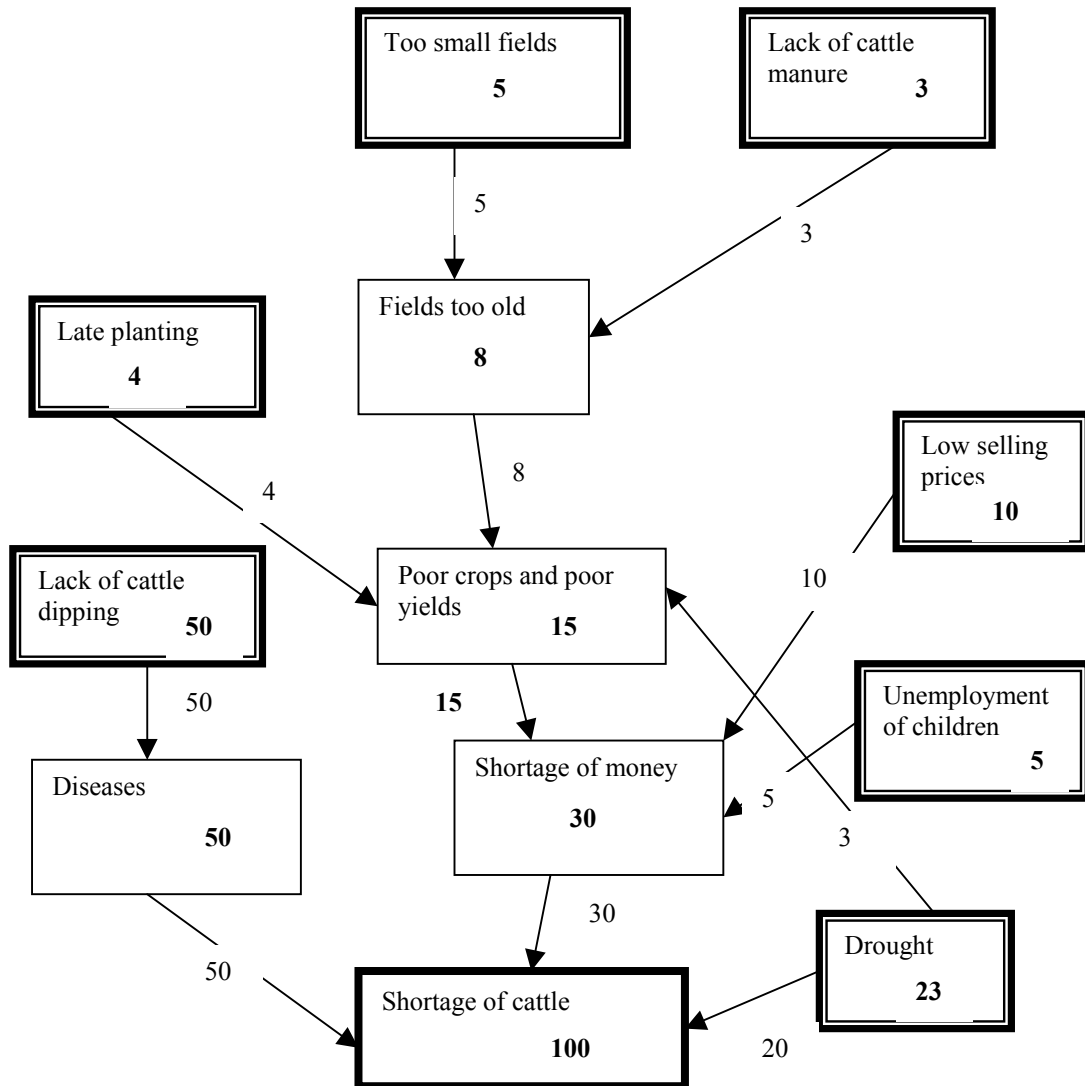 Too small fields
5
Lack of cattle
manure
3
5
3
Fields too old
8
Late planting
4
8
4
Low selling
prices
10
Lack of cattle
dipping
50
Poor crops and poor
yields
15
10
50
15
Unemployment
of children
5
Diseases
50
Shortage of money
30
5
3
30
50
Drought
23
Shortage of cattle
100
20